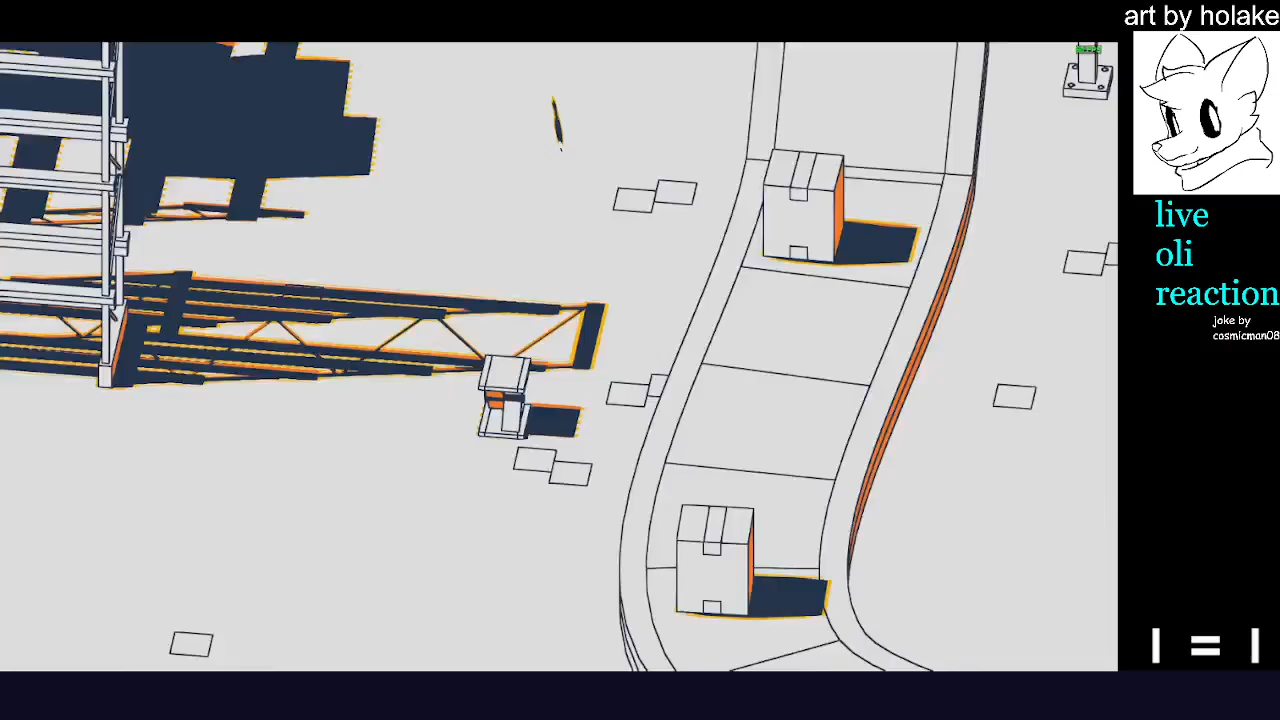 art by holake
live
oli
reaction
joke by
cosmicman08
| = |